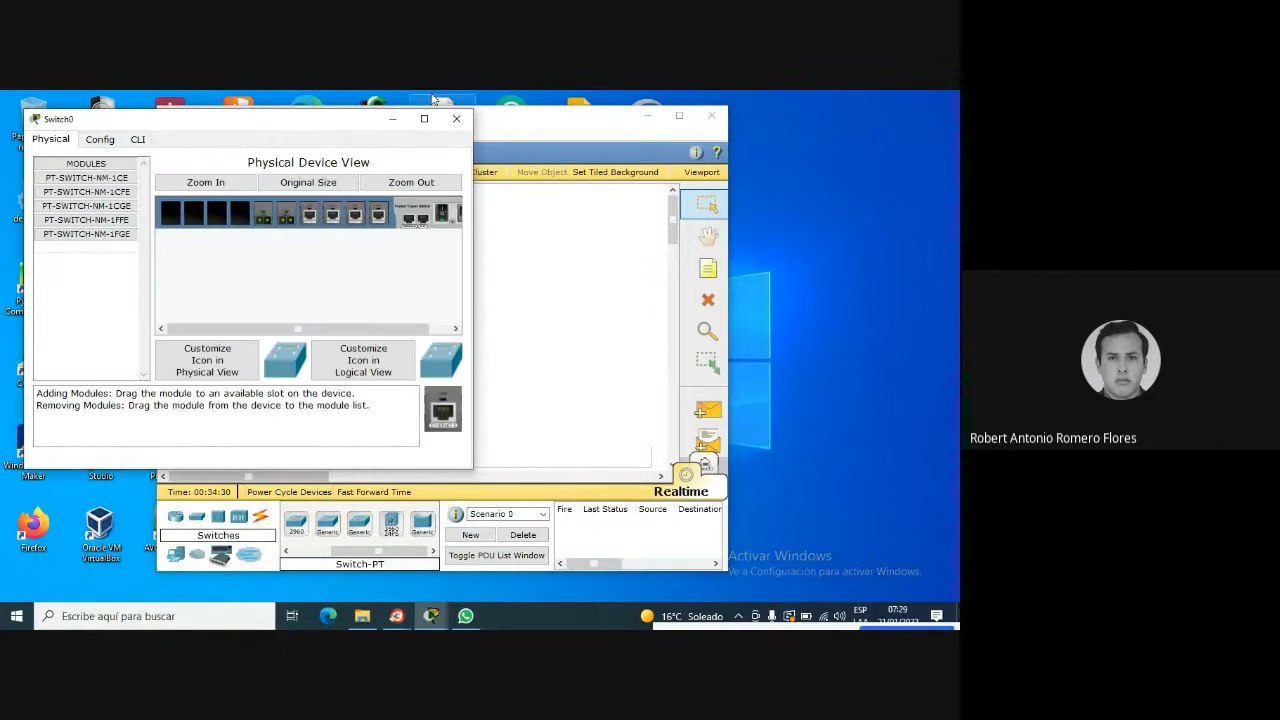 Switch0
Physical
Config
CLI
MODULES
PT-SWITCH-NM-1CE
PT-SWITCH-NM-1CFE
PT-SWITCH-NM-1CGE
PT-SWITCH-NM-1FFE
PT-SWITCH-NM-1FGE
Physical Device View
Zoom In
Original Size
Zoom Out
Customize
Icon in
Physical View
Customize
Icon in
Logical View
Adding Modules: Drag the module to an available slot on the device.
Removing Modules: Drag the module from the device to the module list.
Move Object
Set Tiled Background
Viewport
Realtime
Time: 00:34:30
Power Cycle Devices
Fast Forward Time
Switches
2960
Generic
Generic
Generic
Switch-PT
Scenario 0
New
Delete
Toggle PDU List Window
Fire
Last Status
Source
Maker
Studio
Firefox
Oracle VM
VirtualBox
Activar Windows
Ve a Configuración para activar Windows.
Escribe aquí para buscar
16°C Soleado
ESP
LAA
07:29
Robert Antonio Romero Flores